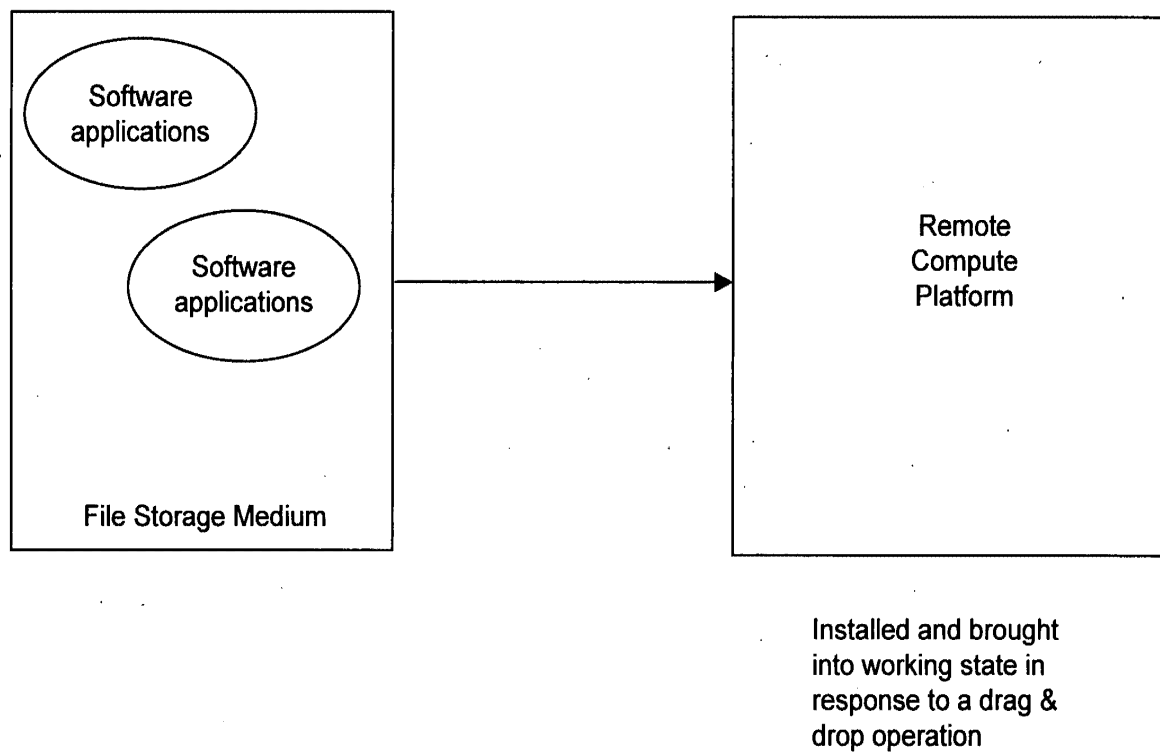 Software
applications
Software
applications
File Storage Medium
Remote
Compute
Platform
Installed and brought
into working state in
response to a drag &
drop operation